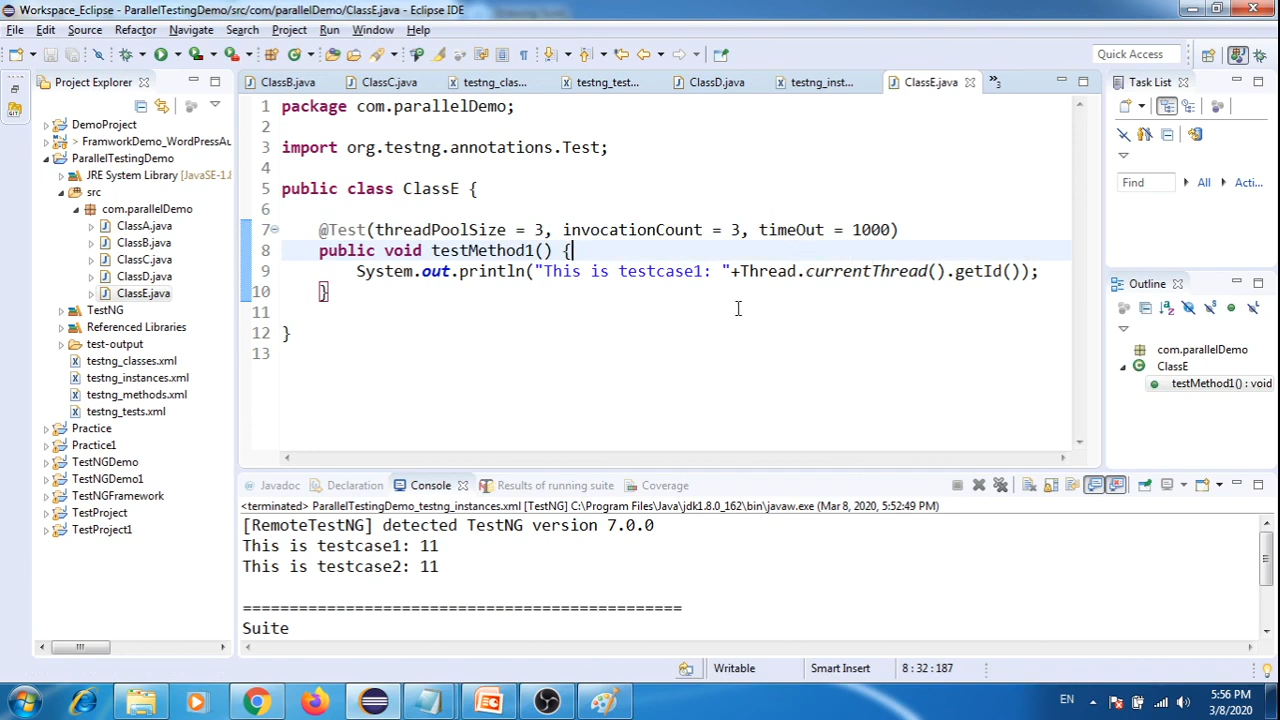 Workspace_Eclipse - ParallelTestingDemo/src/com/parallelDemo/ClassE.java - Eclipse IDE
File Edit Source Refactor Navigate Search Project Run Window Help
Quick Access
Project Explorer
DemoProject
> FramworkDemo_WordPressAu
ParallelTestingDemo
JRE System Library [JavaSE-1.
src
com.parallelDemo
ClassA.java
ClassB.java
ClassC.java
ClassD.java
ClassE.java
TestNG
Referenced Libraries
test-output
testng_classes.xml
testng_instances.xml
testng_methods.xml
testng_tests.xml
Practice
Practice1
TestNGDemo
TestNGDemo1
TestNGFramework
TestProject
TestProject1
ClassB.java ClassC.java testng_clas... testng_test... ClassD.java testng_inst... ClassE.java »3
1 package com.parallelDemo;
2
3 import org.testng.annotations.Test;
4
5 public class ClassE {
6
7 @Test(threadPoolSize = 3, invocationCount = 3, timeOut = 1000)
8 public void testMethod1() {
9 System.out.println("This is testcase1: "+Thread.currentThread().getId());
10 }
11
12 }
13
Task List
Find All Acti...
Outline
com.parallelDemo
ClassE
testMethod1() : void
Javadoc Declaration Console Results of running suite Coverage
<terminated> ParallelTestingDemo_testng_instances.xml [TestNG] C:\Program Files\Java\jdk1.8.0_162\bin\javaw.exe (Mar 8, 2020, 5:52:49 PM)
[RemoteTestNG] detected TestNG version 7.0.0
This is testcase1: 11
This is testcase2: 11
===============================================
Suite
Writable Smart Insert 8 : 32 : 187
EN 5:56 PM
3/8/2020